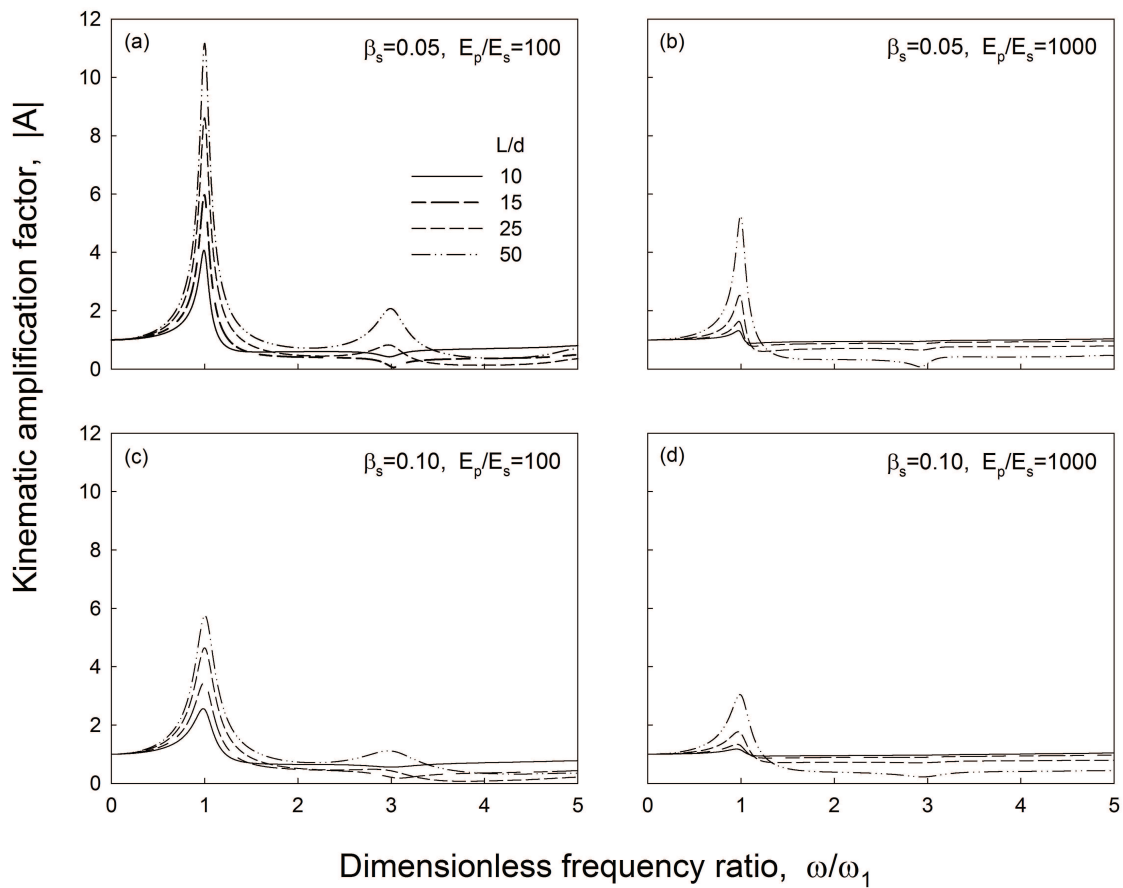 Kinematic amplification factor, |A|
12
10
8
6
4
2
0
(a)
βs=0.05, Ep/Es=100
L/d
10
15
25
50
(b)
βs=0.05, Ep/Es=1000
12
10
8
6
4
2
0
(c)
βs=0.10, Ep/Es=100
(d)
βs=0.10, Ep/Es=1000
0 1 2 3 4 5
0 1 2 3 4 5
Dimensionless frequency ratio, ω/ω1